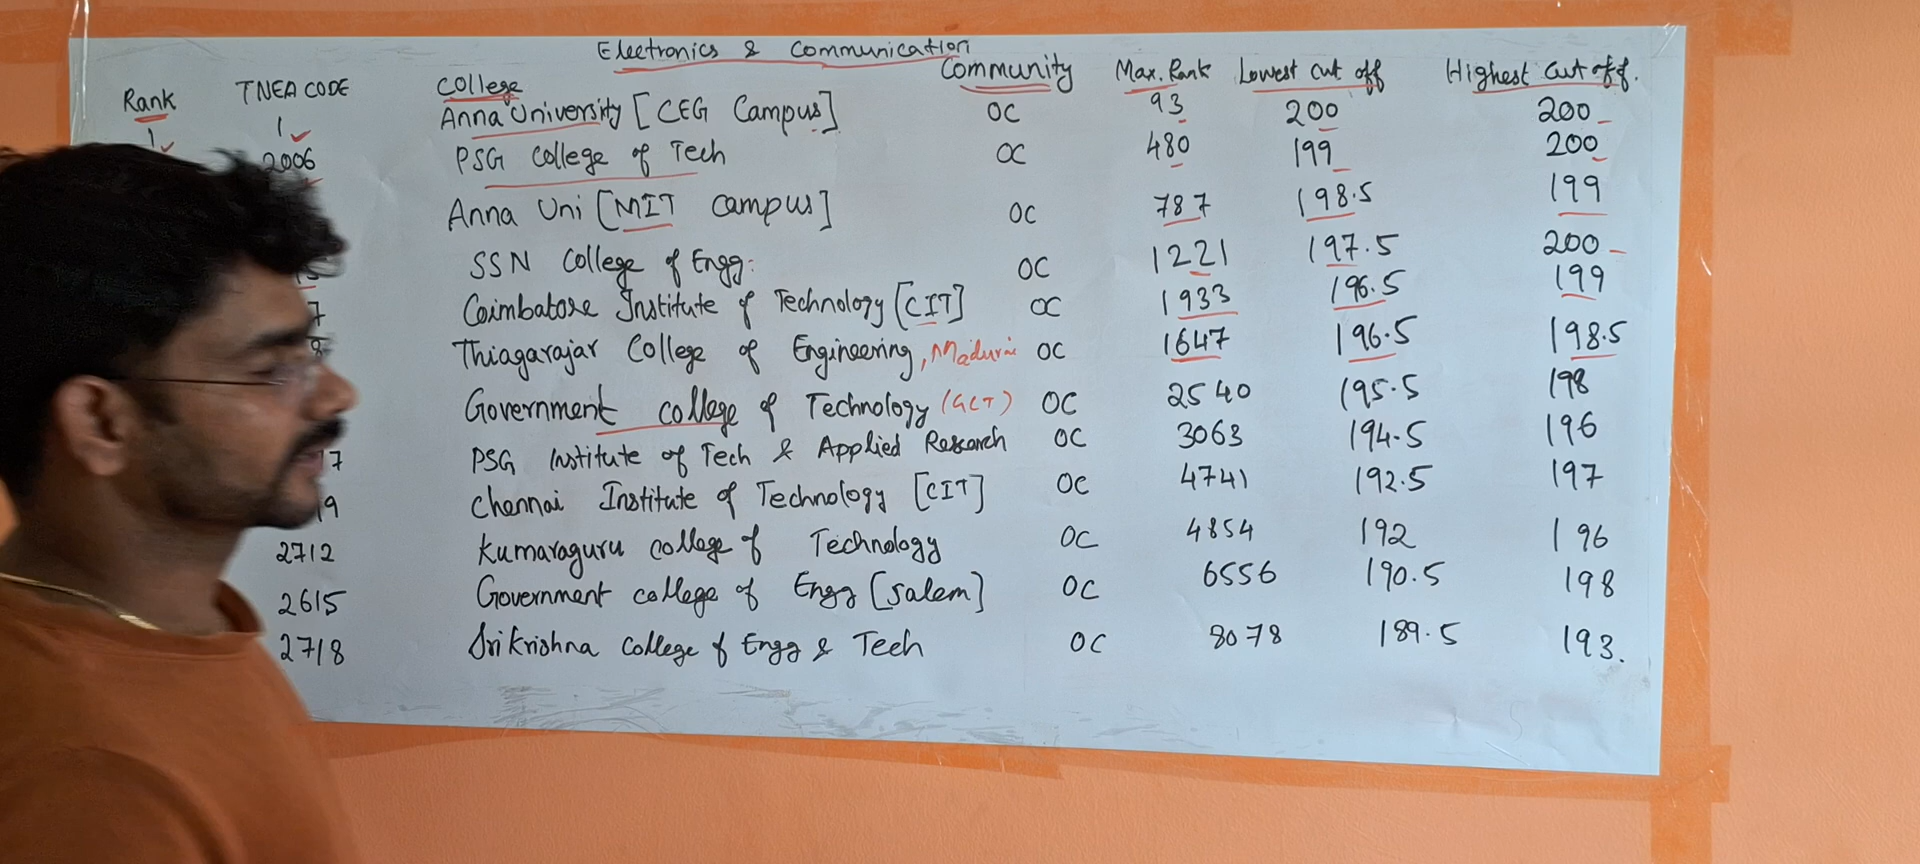 Electronics & Communication
Rank TNEA CODE College Community Max. Rank Lowest cut off Highest cut off.
1 1 Anna University [CEG Campus] OC 93 200 200
2006 PSG College of Tech OC 480 199 200
Anna Uni [MIT campus] OC 787 198.5 199
SSN College of Engg: OC 1221 197.5 200
7 Coimbatore Institute of Technology [CIT] OC 1933 196.5 199
8 Thiagarajar College of Engineering, Madurai OC 1647 196.5 198.5
Government college of Technology (GCT) OC 2540 195.5 198
17 PSG Institute of Tech & Applied Research OC 3063 194.5 196
19 Chennai Institute of Technology [CIT] OC 4741 192.5 197
2712 Kumaraguru college of Technology OC 4854 192 196
2615 Government college of Engg [Salem] OC 6556 190.5 198
2718 Sri Krishna College of Engg & Tech OC 8078 189.5 193.